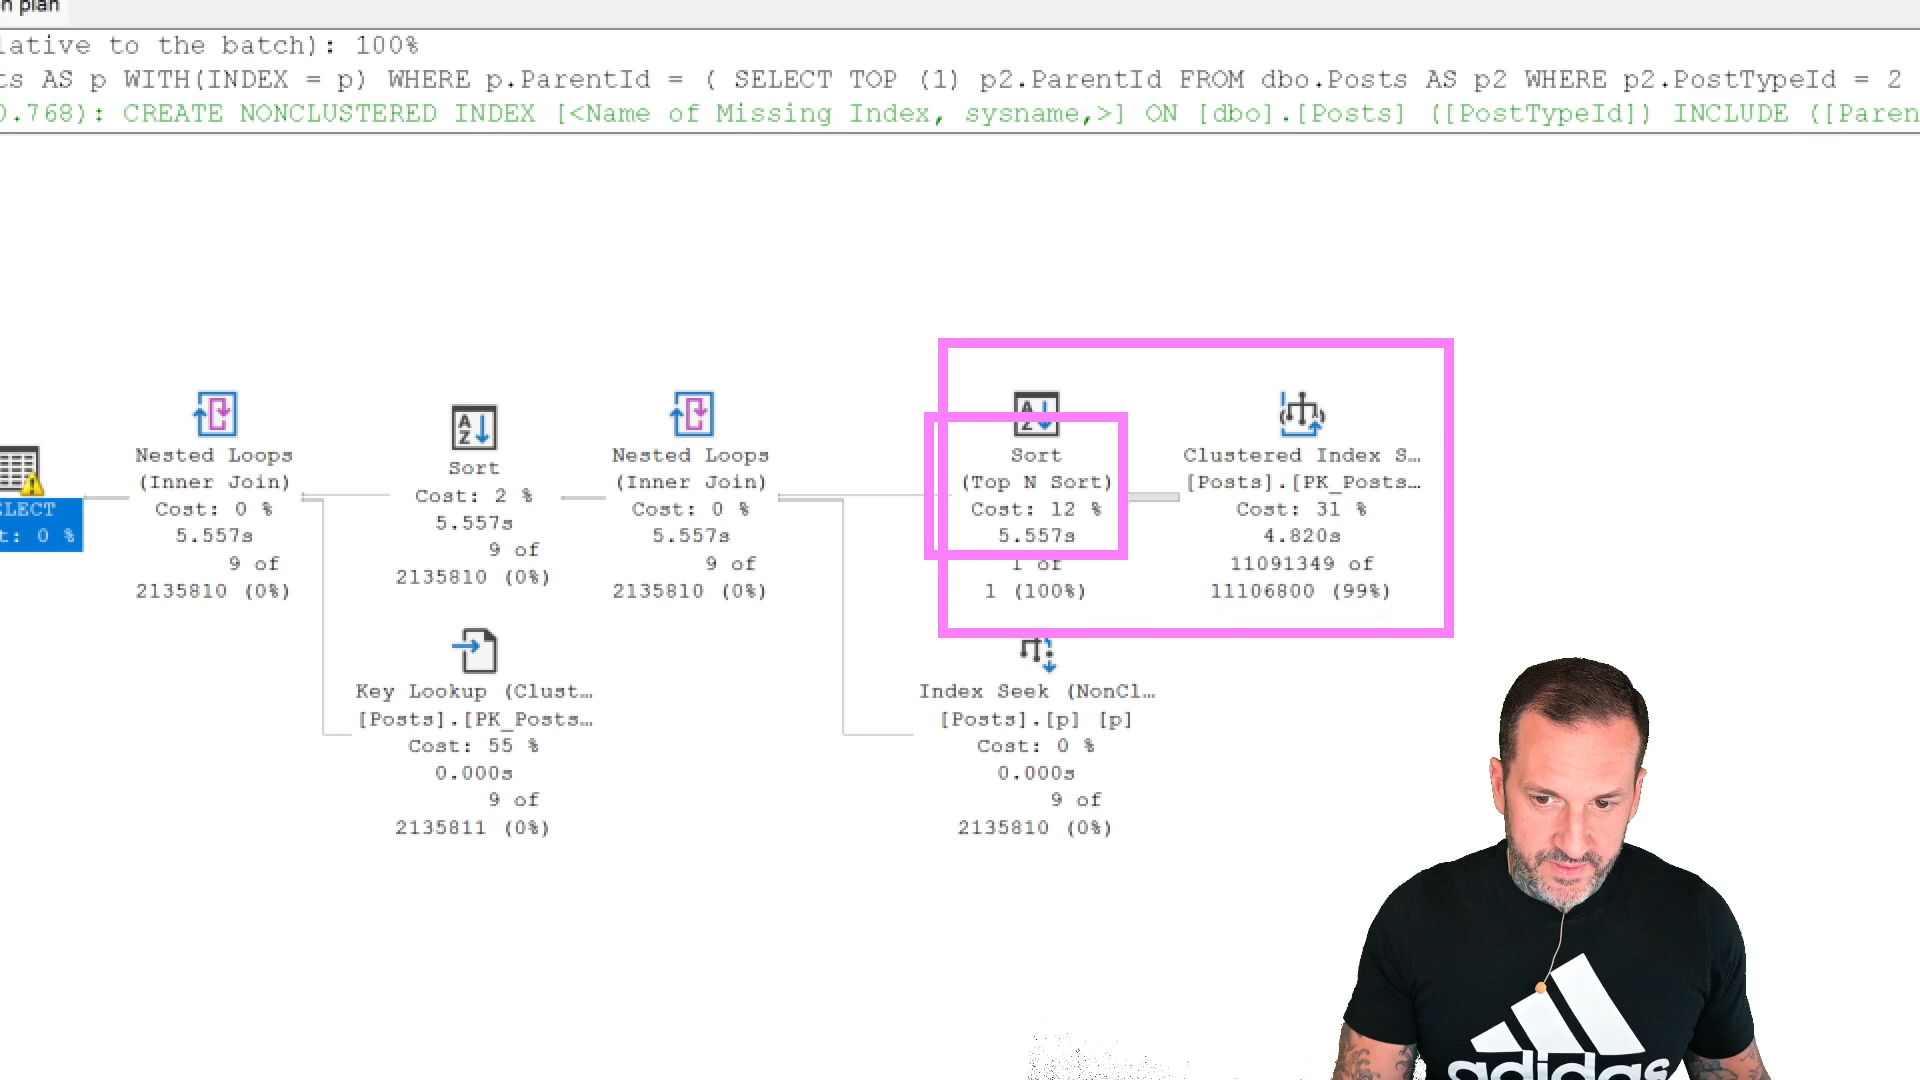 n plan
lative to the batch): 100%
ts AS p WITH(INDEX = p) WHERE p.ParentId = ( SELECT TOP (1) p2.ParentId FROM dbo.Posts AS p2 WHERE p2.PostTypeId = 2
0.768): CREATE NONCLUSTERED INDEX [<Name of Missing Index, sysname,>] ON [dbo].[Posts] ([PostTypeId]) INCLUDE ([Paren
ELECT
t: 0 %
Nested Loops
(Inner Join)
Cost: 0 %
5.557s
9 of
2135810 (0%)
Sort
Cost: 2 %
5.557s
9 of
2135810 (0%)
Nested Loops
(Inner Join)
Cost: 0 %
5.557s
9 of
2135810 (0%)
Sort
(Top N Sort)
Cost: 12 %
5.557s
1 of
1 (100%)
Clustered Index S...
[Posts].[PK_Posts...
Cost: 31 %
4.820s
11091349 of
11106800 (99%)
Key Lookup (Clust...
[Posts].[PK_Posts...
Cost: 55 %
0.000s
9 of
2135811 (0%)
Index Seek (NonCl...
[Posts].[p] [p]
Cost: 0 %
0.000s
9 of
2135810 (0%)
adidas